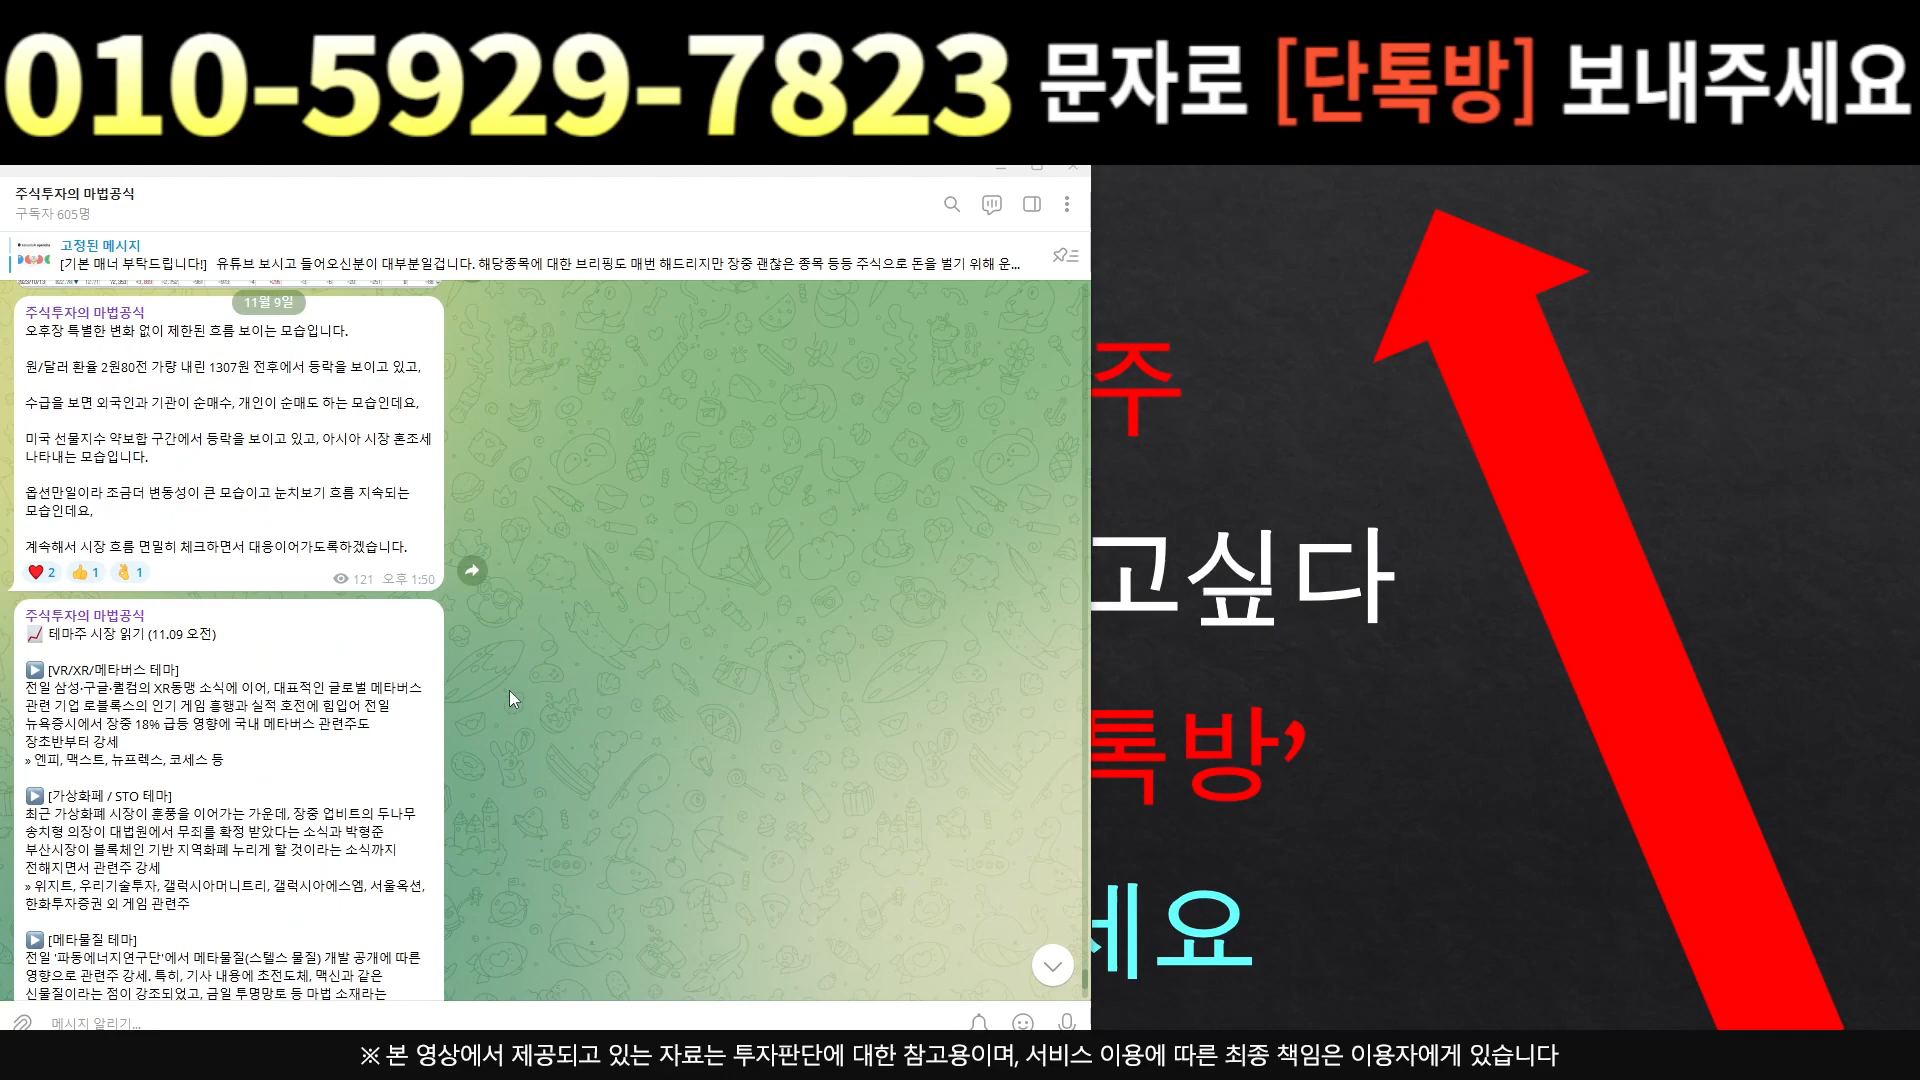 010-5929-7823 문자로 [단톡방] 보내주세요
주식투자의 마법공식
구독자 605명
고정된 메시지
[기본 매너 부탁드립니다!] 유튜브 보시고 들어오신분이 대부분일겁니다. 해당종목에 대한 브리핑도 매번 해드리지만 장중 괜찮은 종목 등등 주식으로 돈을 벌기 위해 운...
11월 9일
주식투자의 마법공식
오후장 특별한 변화 없이 제한된 흐름 보이는 모습입니다.
원/달러 환율 2원80전 가량 내린 1307원 전후에서 등락을 보이고 있고,
수급을 보면 외국인과 기관이 순매수, 개인이 순매도 하는 모습인데요,
미국 선물지수 약보합 구간에서 등락을 보이고 있고, 아시아 시장 혼조세
나타내는 모습입니다.
옵션만일이라 조금더 변동성이 큰 모습이고 눈치보기 흐름 지속되는
모습인데요,
계속해서 시장 흐름 면밀히 체크하면서 대응이어가도록하겠습니다.
❤️ 2 👍 1 👌 1 121 오후 1:50
주식투자의 마법공식
📈 테마주 시장 읽기 (11.09 오전)
▶️ [VR/XR/메타버스 테마]
전일 삼성·구글·퀄컴의 XR동맹 소식에 이어, 대표적인 글로벌 메타버스
관련 기업 로블록스의 인기 게임 흥행과 실적 호전에 힘입어 전일
뉴욕증시에서 장중 18% 급등 영향에 국내 메타버스 관련주도
장초반부터 강세
» 엔피, 맥스트, 뉴프렉스, 코세스 등
▶️ [가상화폐 / STO 테마]
최근 가상화폐 시장이 훈풍을 이어가는 가운데, 장중 업비트의 두나무
송치형 의장이 대법원에서 무죄를 확정 받았다는 소식과 박형준
부산시장이 블록체인 기반 지역화폐 누리게 할 것이라는 소식까지
전해지면서 관련주 강세
» 위지트, 우리기술투자, 갤럭시아머니트리, 갤럭시아에스엠, 서울옥션,
한화투자증권 외 게임 관련주
▶️ [메타물질 테마]
전일 '파동에너지연구단'에서 메타물질(스텔스 물질) 개발 공개에 따른
영향으로 관련주 강세. 특히, 기사 내용에 초전도체, 맥신과 같은
신물질이라는 점이 강조되었고, 금일 투명망토 등 마법 소재라는
메시지 알리기...
주
고싶다
톡방’
세요
※ 본 영상에서 제공되고 있는 자료는 투자판단에 대한 참고용이며, 서비스 이용에 따른 최종 책임은 이용자에게 있습니다